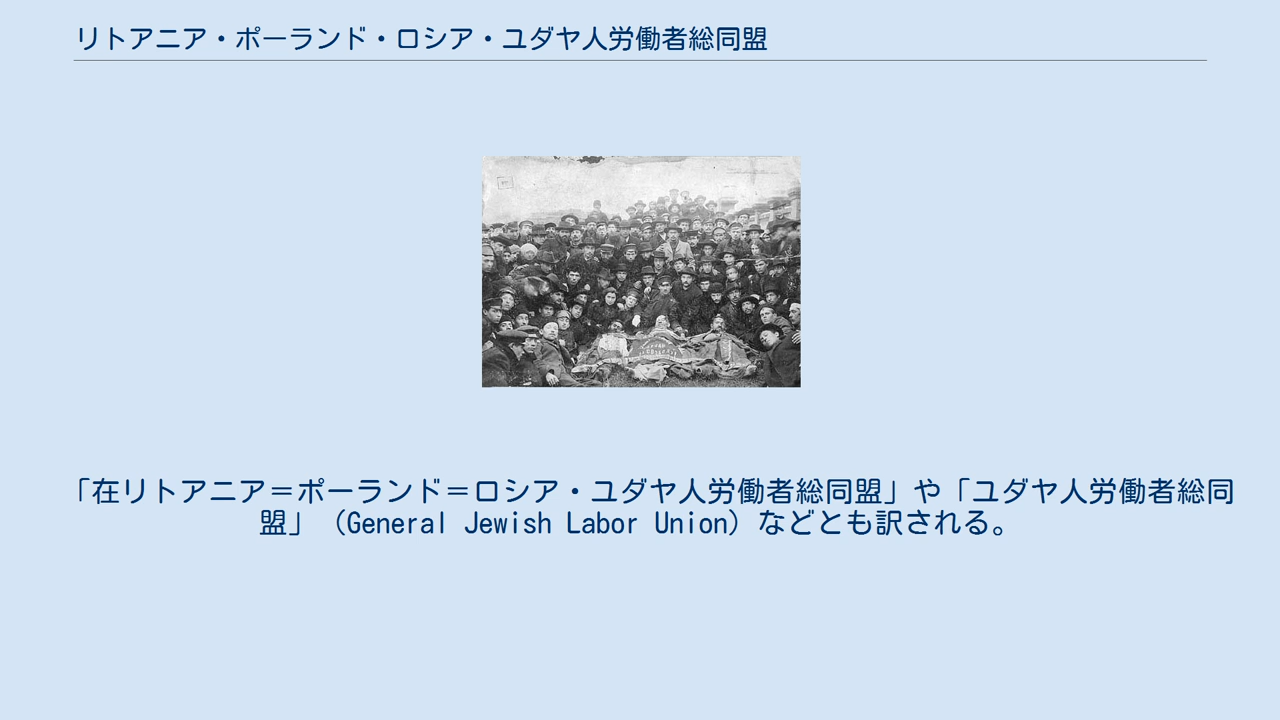 リトアニア・ポーランド・ロシア・ユダヤ人労働者総同盟
「在リトアニア＝ポーランド＝ロシア・ユダヤ人労働者総同盟」や「ユダヤ人労働者総同
盟」（General Jewish Labor Union）などとも訳される。